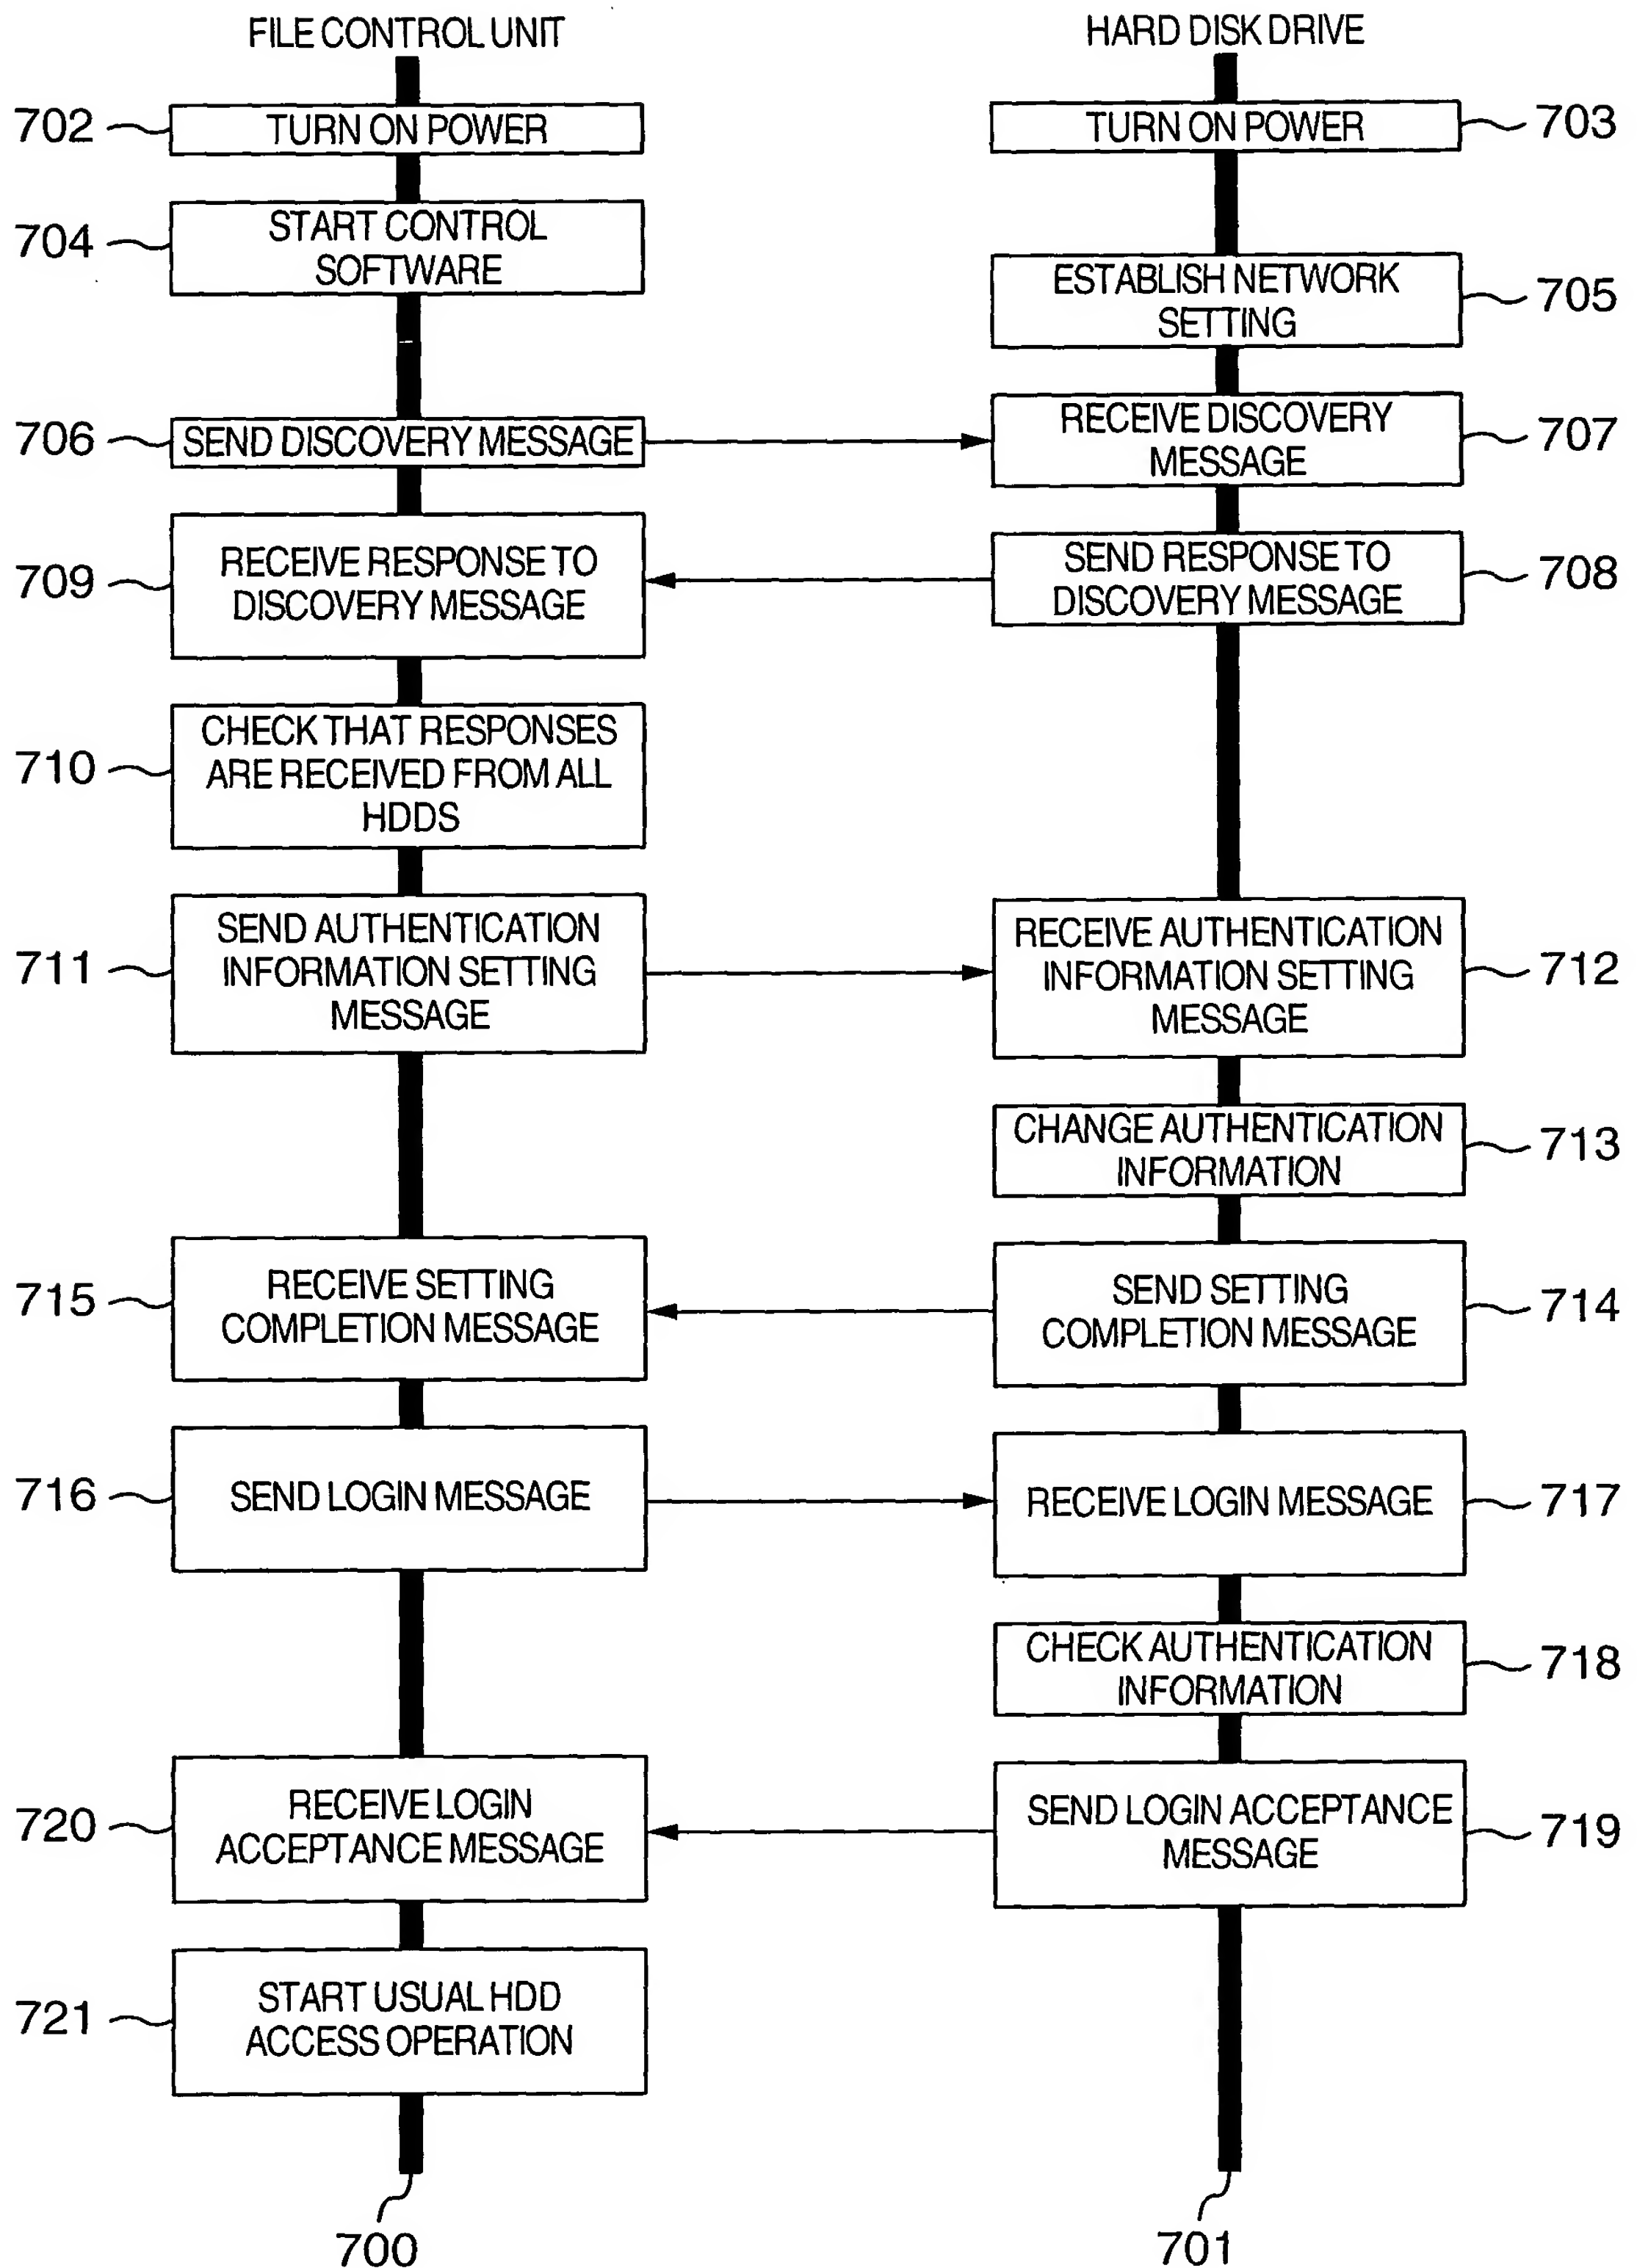 FILE CONTROL UNIT
HARD DISK DRIVE
702
TURN ON POWER
TURN ON POWER
703
704
START CONTROL
SOFTWARE
ESTABLISH NETWORK
SETTING
705
706
SEND DISCOVERY MESSAGE
RECEIVE DISCOVERY
MESSAGE
707
709
RECEIVE RESPONSE TO
DISCOVERY MESSAGE
SEND RESPONSE TO
DISCOVERY MESSAGE
708
710
CHECK THAT RESPONSES
ARE RECEIVED FROM ALL
HDDS
711
SEND AUTHENTICATION
INFORMATION SETTING
MESSAGE
RECEIVE AUTHENTICATION
INFORMATION SETTING
MESSAGE
712
CHANGE AUTHENTICATION
INFORMATION
713
715
RECEIVE SETTING
COMPLETION MESSAGE
SEND SETTING
COMPLETION MESSAGE
714
716
SEND LOGIN MESSAGE
RECEIVE LOGIN MESSAGE
717
CHECK AUTHENTICATION
INFORMATION
718
720
RECEIVE LOGIN
ACCEPTANCE MESSAGE
SEND LOGIN ACCEPTANCE
MESSAGE
719
721
START USUAL HDD
ACCESS OPERATION
700
701